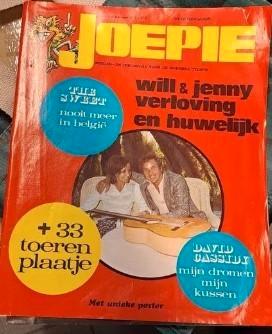 JOEPIE
will & jenny
verloving
en huwelijk
THE
SWEET
nooit meer
in belgië
+ 33
toeren
plaatje
DAVID
CASSIDY
mijn dromen
mijn
kussen
Met unieke poster